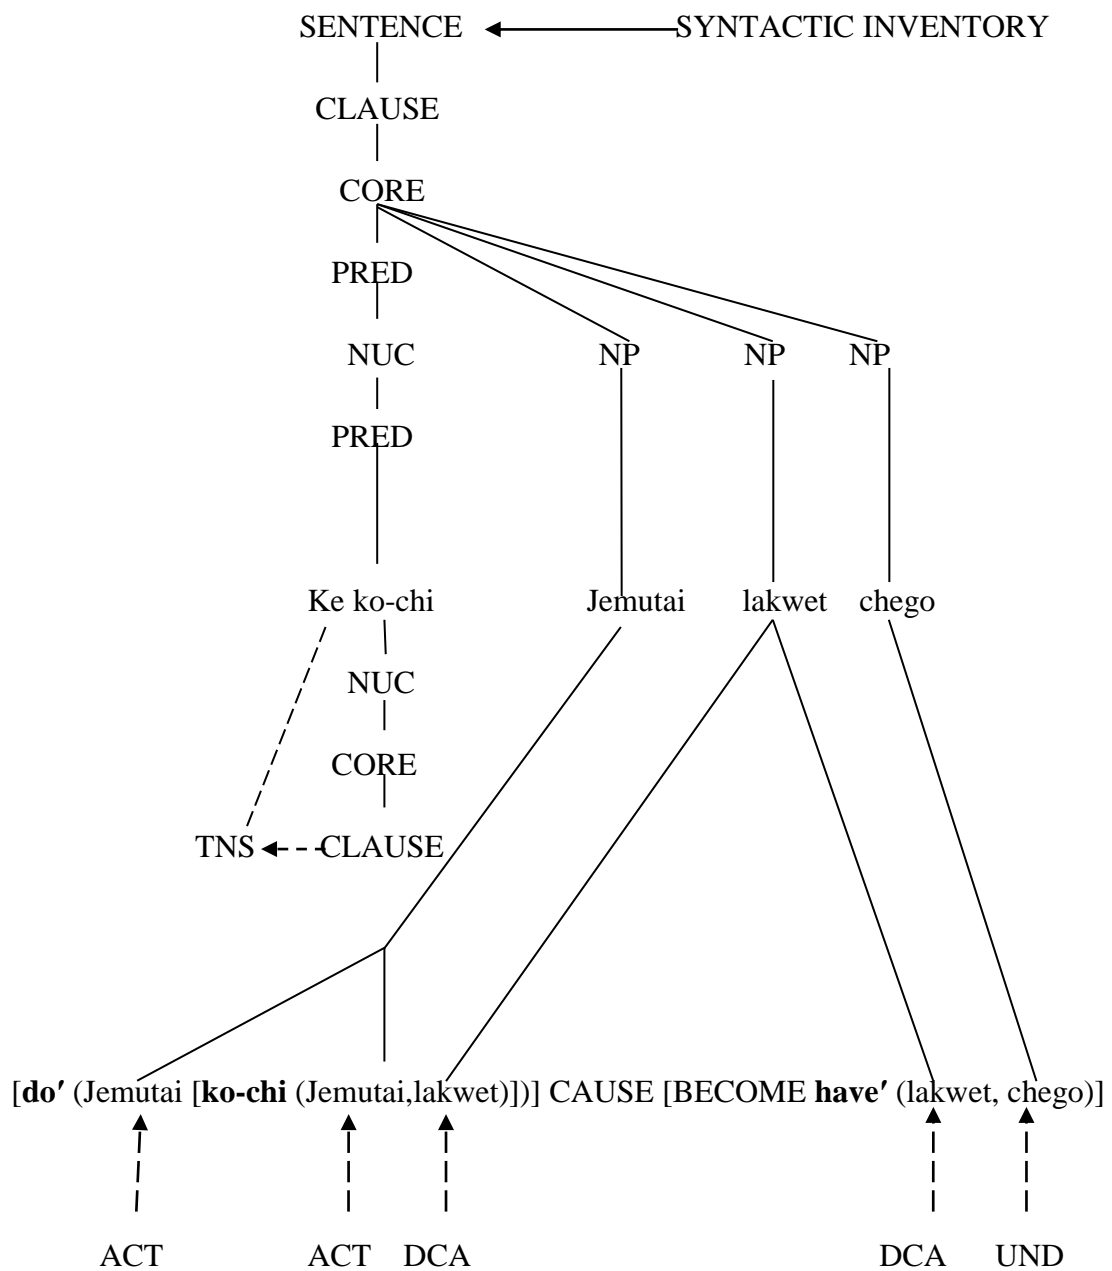 SENTENCE SYNTACTIC INVENTORY
CLAUSE
CORE
PRED
NUC NP NP NP
PRED
Ke ko-chi Jemutai lakwet chego
NUC
CORE
TNS CLAUSE
[do′ (Jemutai [ko-chi (Jemutai,lakwet)])] CAUSE [BECOME have′ (lakwet, chego)]
ACT ACT DCA DCA UND